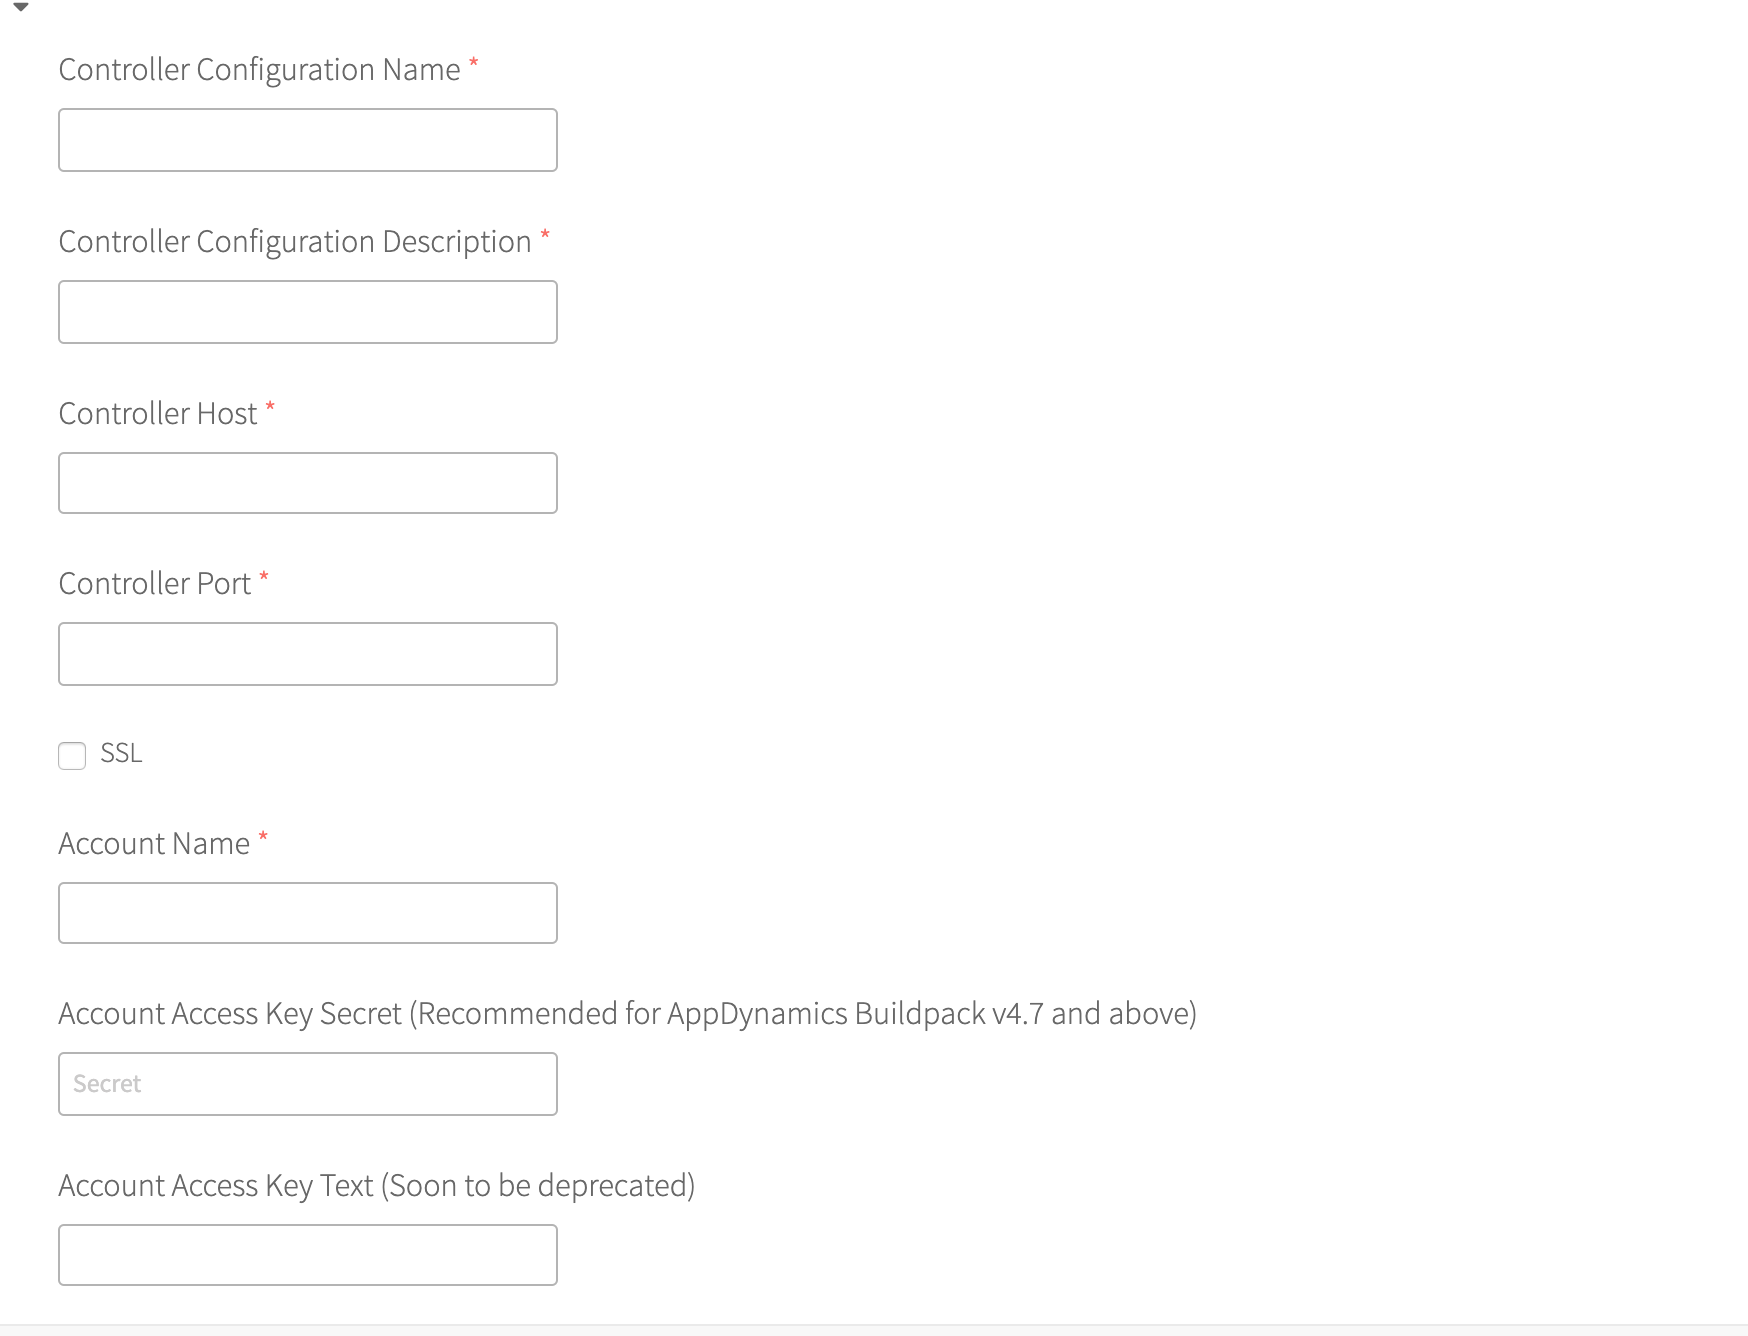 Controller Configuration Name *
Controller Configuration Description *
Controller Host *
Controller Port *
SSL
Account Name *
Account Access Key Secret (Recommended for AppDynamics Buildpack v4.7 and above)
Secret
Account Access Key Text (Soon to be deprecated)